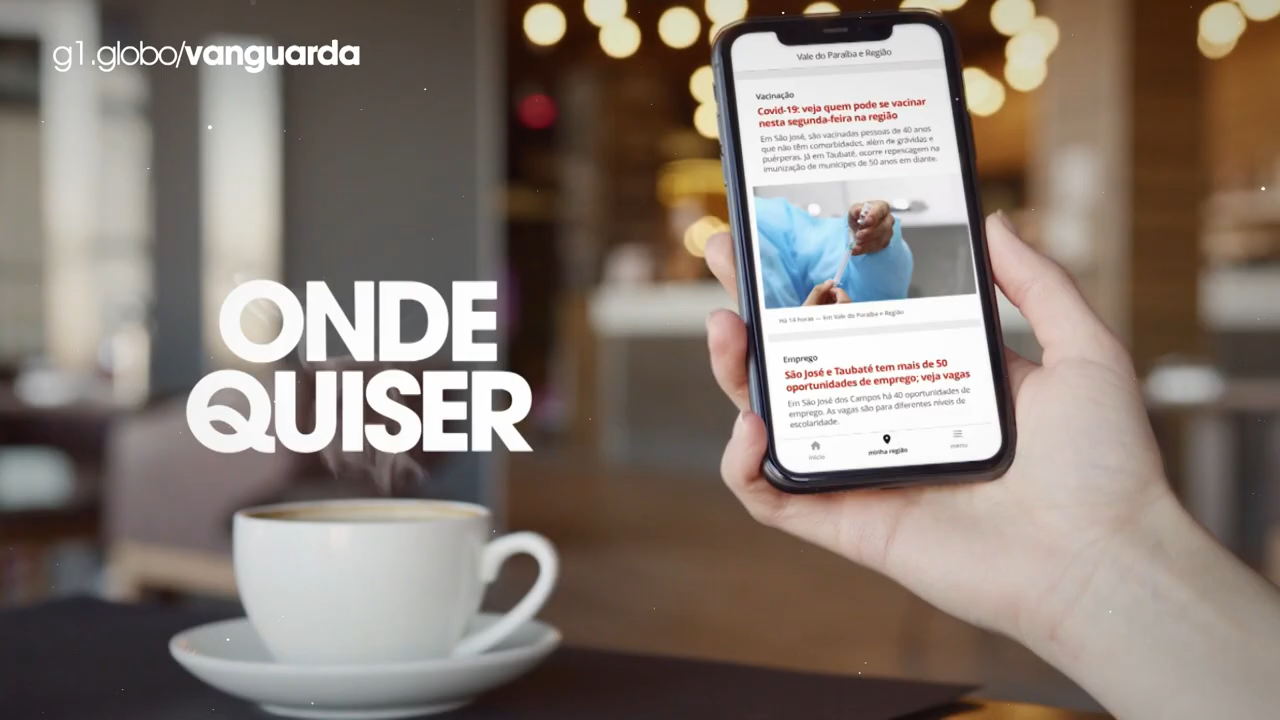 g1.globo/vanguarda
ONDE
QUISER
Vale do Paraíba e Região
Vacinação
Covid-19: veja quem pode se vacinar
nesta segunda-feira na região
Em São José, são vacinadas pessoas de 40 anos
que não têm comorbidades, além de grávidas e
puérperas. Já em Taubaté, ocorre repescagem na
imunização de munícipes de 50 anos em diante.
Há 14 horas — Em Vale do Paraíba e Região
Emprego
São José e Taubaté tem mais de 50
oportunidades de emprego; veja vagas
Em São José dos Campos há 40 oportunidades de
emprego. As vagas são para diferentes níveis de
escolaridade.
início
minha região
menu